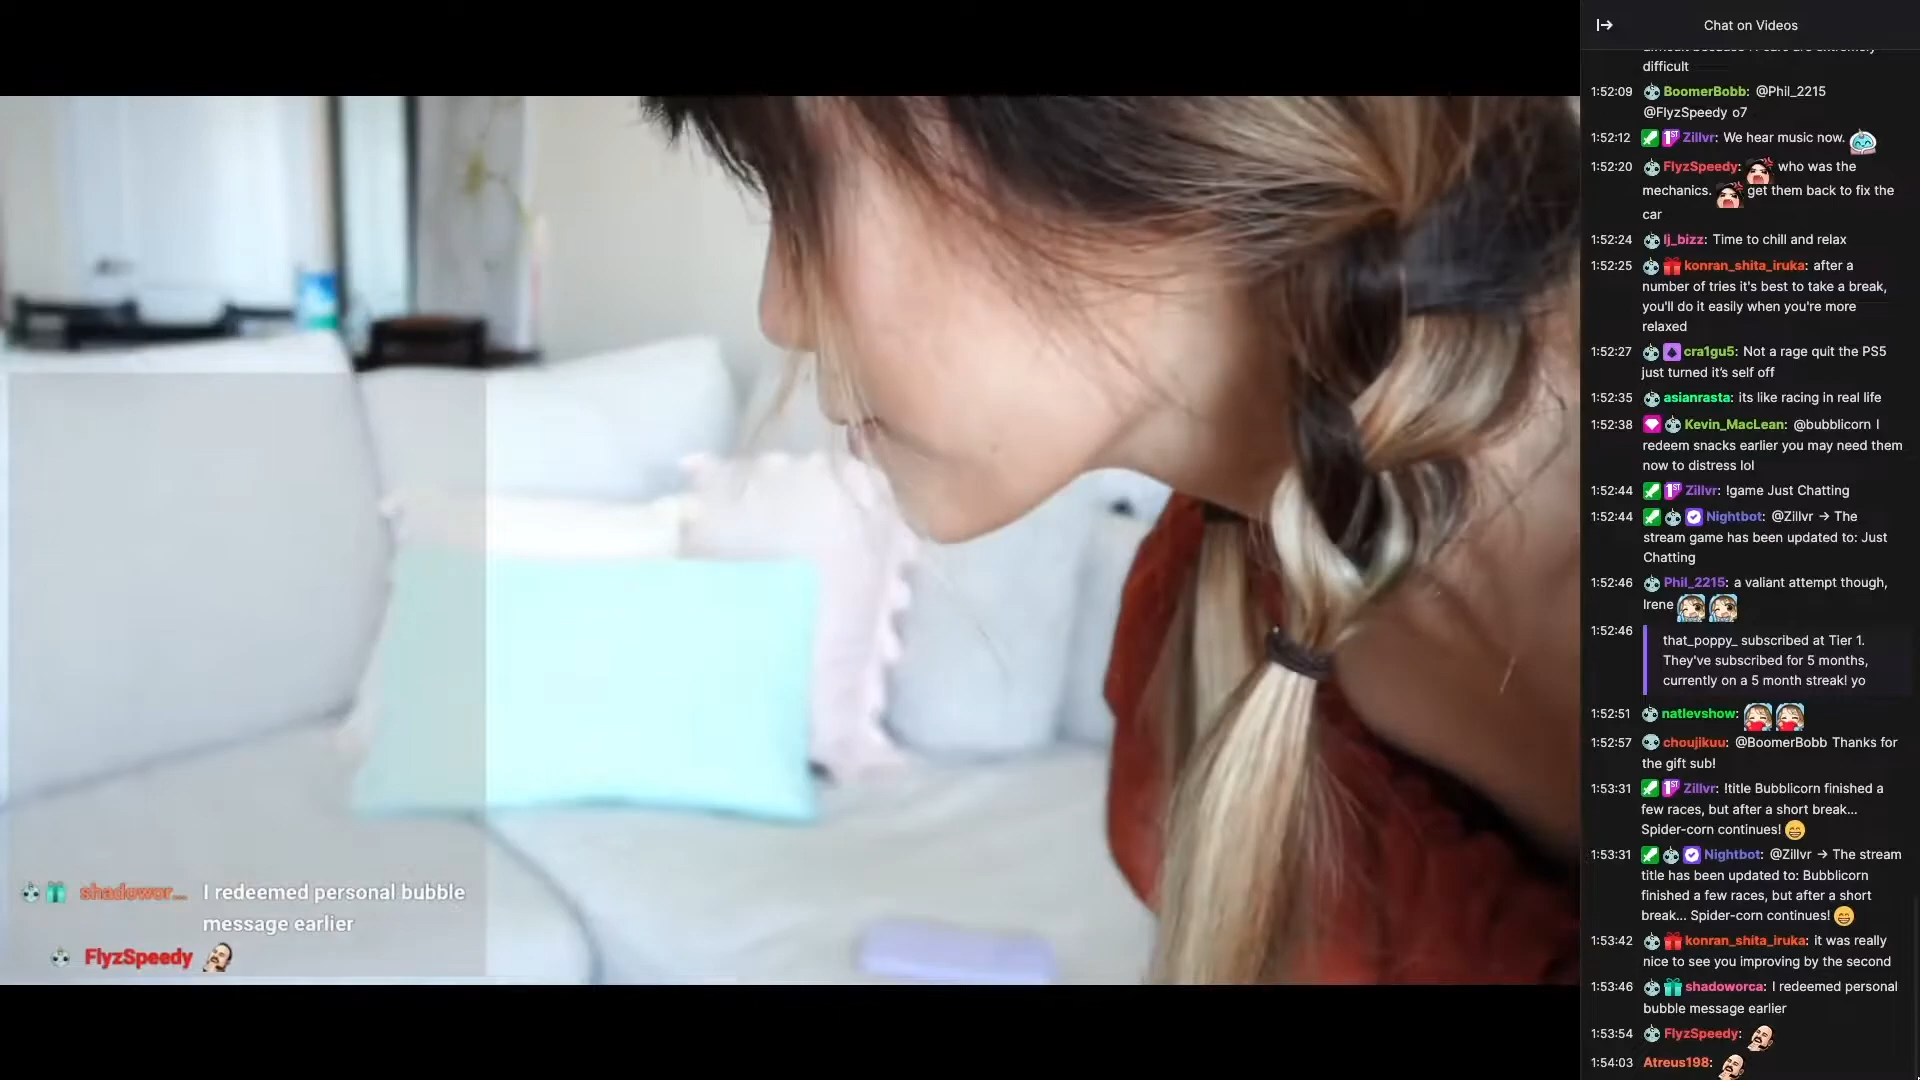 I redeemed personal bubble
message earlier
FlyzSpeedy
Chat on Videos
difficult
1:52:09 BoomerBobb: @Phil_2215
@FlyzSpeedy o7
1:52:12 1ST Zillvr: We hear music now.
1:52:20 FlyzSpeedy: who was the
mechanics. get them back to fix the
car
1:52:24 lj_bizz: Time to chill and relax
1:52:25 konran_shita_iruka: after a
number of tries it's best to take a break,
you'll do it easily when you're more
relaxed
1:52:27 cra1gu5: Not a rage quit the PS5
just turned it's self off
1:52:35 asianrasta: its like racing in real life
1:52:38 Kevin_MacLean: @bubblicorn I
redeem snacks earlier you may need them
now to distress lol
1:52:44 1ST Zillvr: !game Just Chatting
1:52:44 Nightbot: @Zillvr → The
stream game has been updated to: Just
Chatting
1:52:46 Phil_2215: a valiant attempt though,
Irene
1:52:46 that_poppy_ subscribed at Tier 1.
They've subscribed for 5 months,
currently on a 5 month streak! yo
1:52:51 natlevshow:
1:52:57 choujikuu: @BoomerBobb Thanks for
the gift sub!
1:53:31 1ST Zillvr: !title Bubblicorn finished a
few races, but after a short break...
Spider-corn continues!
1:53:31 Nightbot: @Zillvr → The stream
title has been updated to: Bubblicorn
finished a few races, but after a short
break... Spider-corn continues!
1:53:42 konran_shita_iruka: it was really
nice to see you improving by the second
1:53:46 shadoworca: I redeemed personal
bubble message earlier
1:53:54 FlyzSpeedy:
1:54:03 Atreus198: